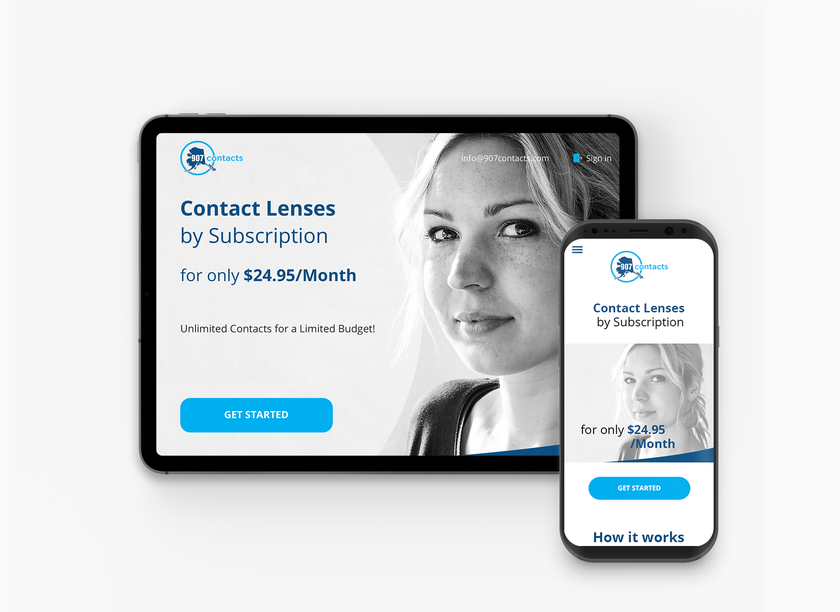 907 contacts
info@907contacts.com
Sign in
Contact Lenses
by Subscription
for only $24.95/Month
Unlimited Contacts for a Limited Budget!
GET STARTED
907 contacts
Contact Lenses
by Subscription
for only $24.95
/Month
GET STARTED
How it works